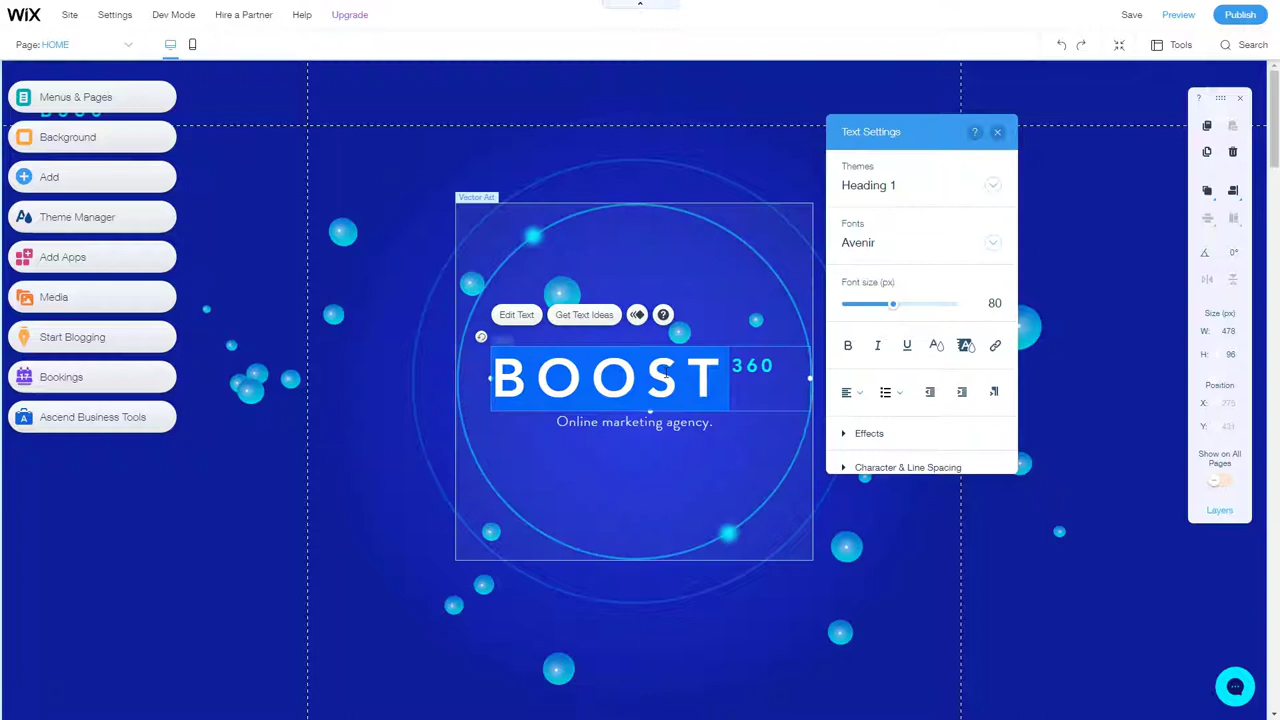 WiX Site Settings Dev Mode Hire a Partner Help Upgrade Save Preview Publish
Page: HOME Tools Search
Menus & Pages
Background
Add
Theme Manager
Add Apps
Media
Start Blogging
Bookings
Ascend Business Tools
Vector Art
Edit Text Get Text Ideas
BOOST 360
Online marketing agency.
Text Settings
Themes
Heading 1
Fonts
Avenir
Font size (px)
80
B I U
Effects
Character & Line Spacing
0°
Size (px)
W: 478
H: 96
Position
X: 275
Y: 431
Show on All
Pages
Layers